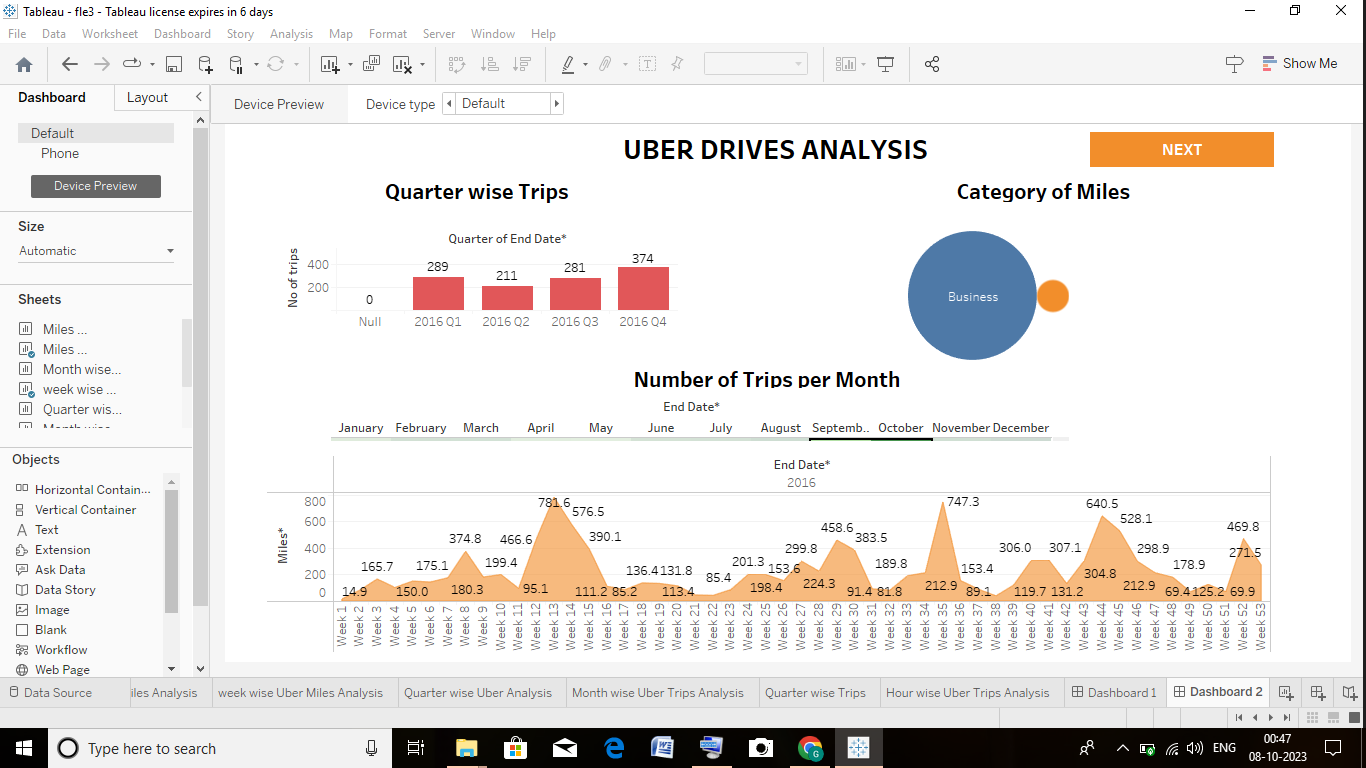 Tableau - fle3 - Tableau license expires in 6 days
File Data Worksheet Dashboard Story Analysis Map Format Server Window Help
Show Me
Dashboard Layout
Device Preview Device type Default
Default
Phone
Device Preview
Size
Automatic
Sheets
Miles ...
Miles ...
Month wise...
week wise ...
Quarter wis...
Objects
Horizontal Contain...
Vertical Container
Text
Extension
Ask Data
Data Story
Image
Blank
Workflow
Web Page
UBER DRIVES ANALYSIS
NEXT
Quarter wise Trips
Quarter of End Date*
No of trips
400
200
0 289 211 281 374
Null 2016 Q1 2016 Q2 2016 Q3 2016 Q4
Category of Miles
Business
Number of Trips per Month
End Date*
January February March April May June July August Septemb.. October November December
End Date*
2016
Miles*
800
600
400
200
0
14.9 165.7 150.0 175.1 180.3 374.8 199.4 95.1 466.6 781.6 576.5 390.1 111.2 85.2 136.4 131.8 113.4 85.4 201.3 198.4 153.6 299.8 224.3 458.6 383.5 91.4 81.8 189.8 212.9 747.3 153.4 89.1 306.0 119.7 307.1 131.2 304.8 640.5 528.1 298.9 212.9 178.9 69.4 125.2 69.9 469.8 271.5
Week 1 Week 2 Week 3 Week 4 Week 5 Week 6 Week 7 Week 8 Week 9 Week 10 Week 11 Week 12 Week 13 Week 14 Week 15 Week 16 Week 17 Week 18 Week 19 Week 20 Week 21 Week 22 Week 23 Week 24 Week 25 Week 26 Week 27 Week 28 Week 29 Week 30 Week 31 Week 32 Week 33 Week 34 Week 35 Week 36 Week 37 Week 38 Week 39 Week 40 Week 41 Week 42 Week 43 Week 44 Week 45 Week 46 Week 47 Week 48 Week 49 Week 50 Week 51 Week 52 Week 53
Data Source iles Analysis week wise Uber Miles Analysis Quarter wise Uber Analysis Month wise Uber Trips Analysis Quarter wise Trips Hour wise Uber Trips Analysis Dashboard 1 Dashboard 2
Type here to search
ENG
00:47
08-10-2023